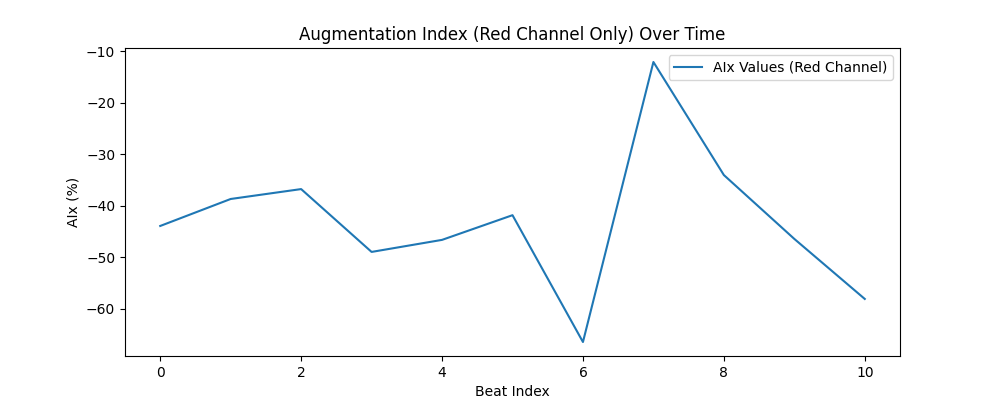 Augmentation Index (Red Channel Only) Over Time
AIx Values (Red Channel)
AIx (%)
−10
−20
−30
−40
−50
−60
0 2 4 6 8 10
Beat Index